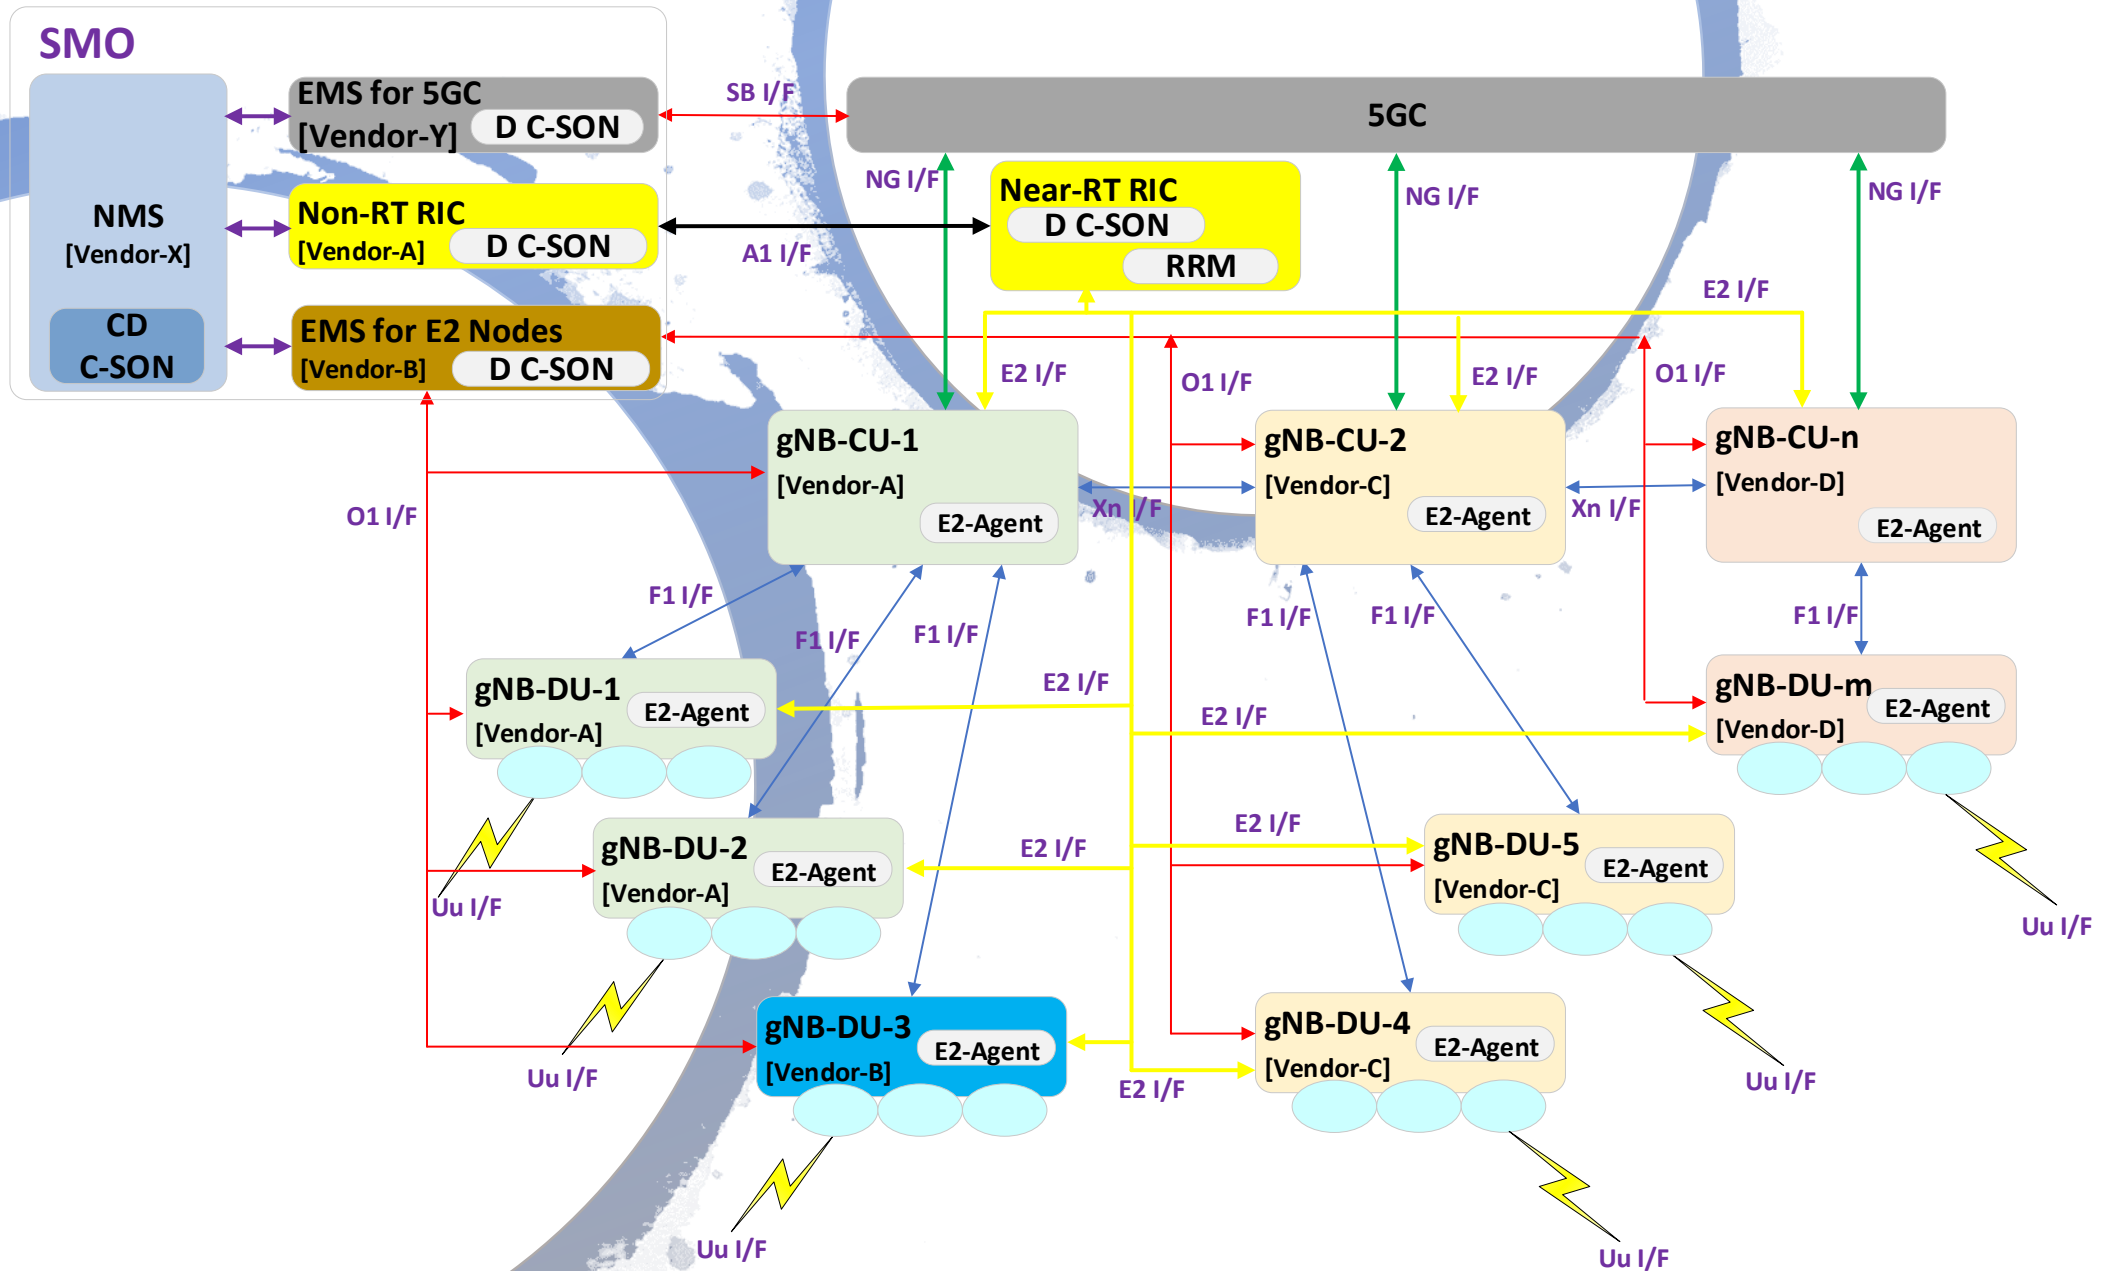 SMO
EMS for 5GC
[Vendor-Y]
D C-SON
SB I/F
5GC
NMS
[Vendor-X]
Non-RT RIC
[Vendor-A]
D C-SON
A1 I/F
NG I/F
Near-RT RIC
D C-SON
RRM
NG I/F
NG I/F
E2 I/F
CD
C-SON
EMS for E2 Nodes
[Vendor-B]
D C-SON
E2 I/F
O1 I/F
E2 I/F
O1 I/F
gNB-CU-1
[Vendor-A]
E2-Agent
Xn I/F
gNB-CU-2
[Vendor-C]
E2-Agent
Xn I/F
gNB-CU-n
[Vendor-D]
E2-Agent
O1 I/F
F1 I/F
F1 I/F
F1 I/F
F1 I/F
F1 I/F
F1 I/F
gNB-DU-1
[Vendor-A]
E2-Agent
E2 I/F
E2 I/F
gNB-DU-m
[Vendor-D]
E2-Agent
Uu I/F
gNB-DU-2
[Vendor-A]
E2-Agent
E2 I/F
E2 I/F
gNB-DU-5
[Vendor-C]
E2-Agent
Uu I/F
Uu I/F
gNB-DU-3
[Vendor-B]
E2-Agent
E2 I/F
gNB-DU-4
[Vendor-C]
E2-Agent
Uu I/F
Uu I/F
Uu I/F